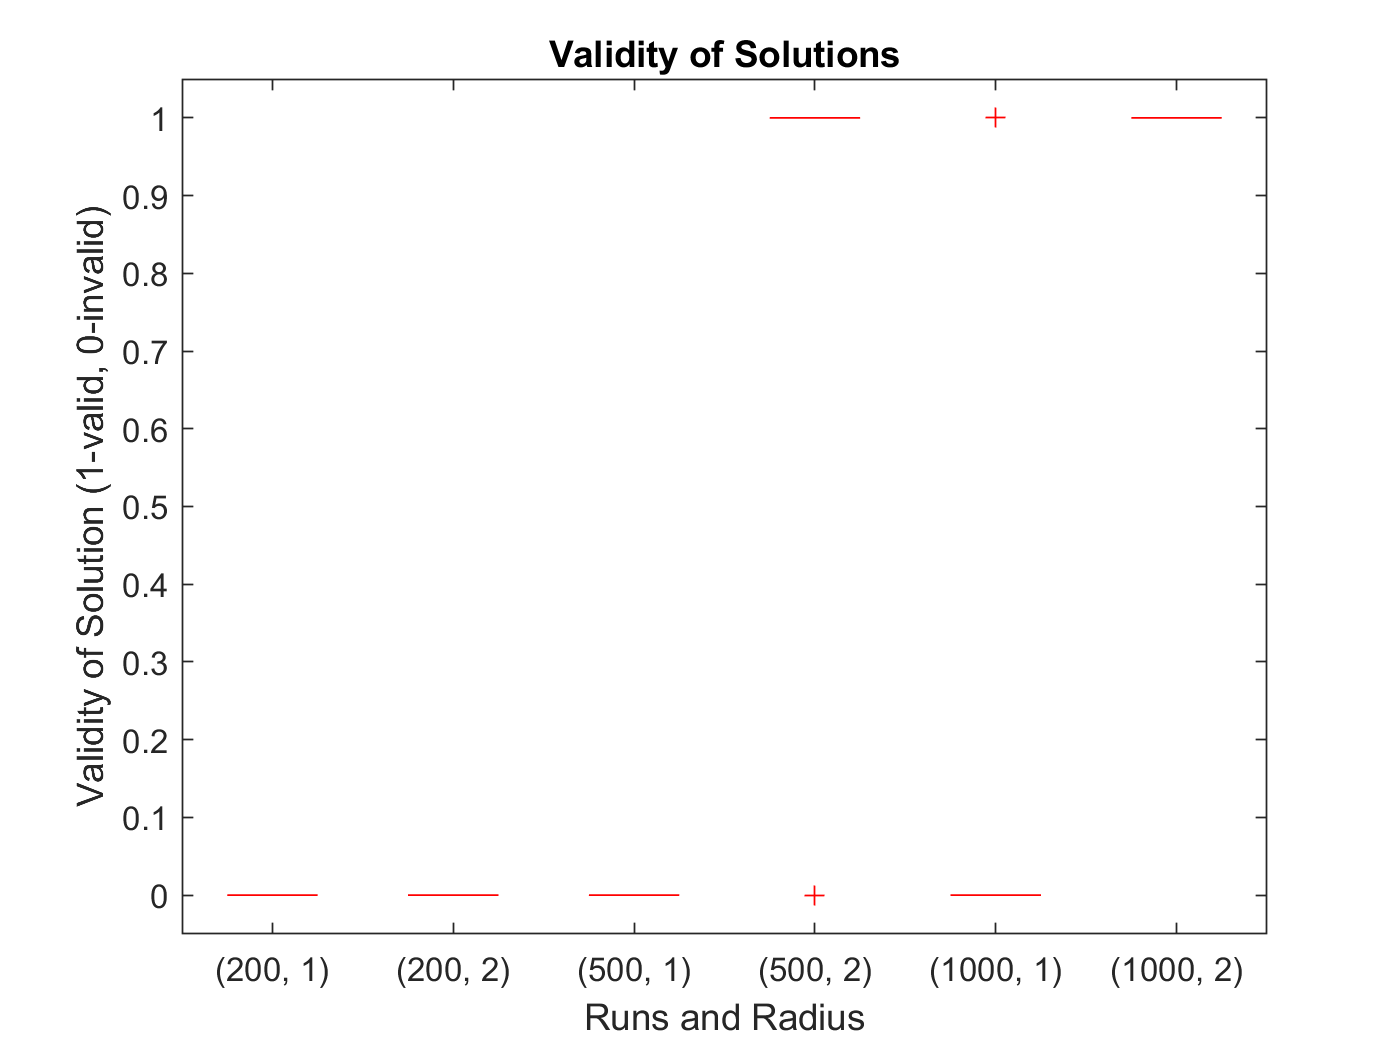 Validity of Solutions
Validity of Solution (1-valid, 0-invalid)
1
0.9
0.8
0.7
0.6
0.5
0.4
0.3
0.2
0.1
0
(200, 1) (200, 2) (500, 1) (500, 2) (1000, 1) (1000, 2)
Runs and Radius